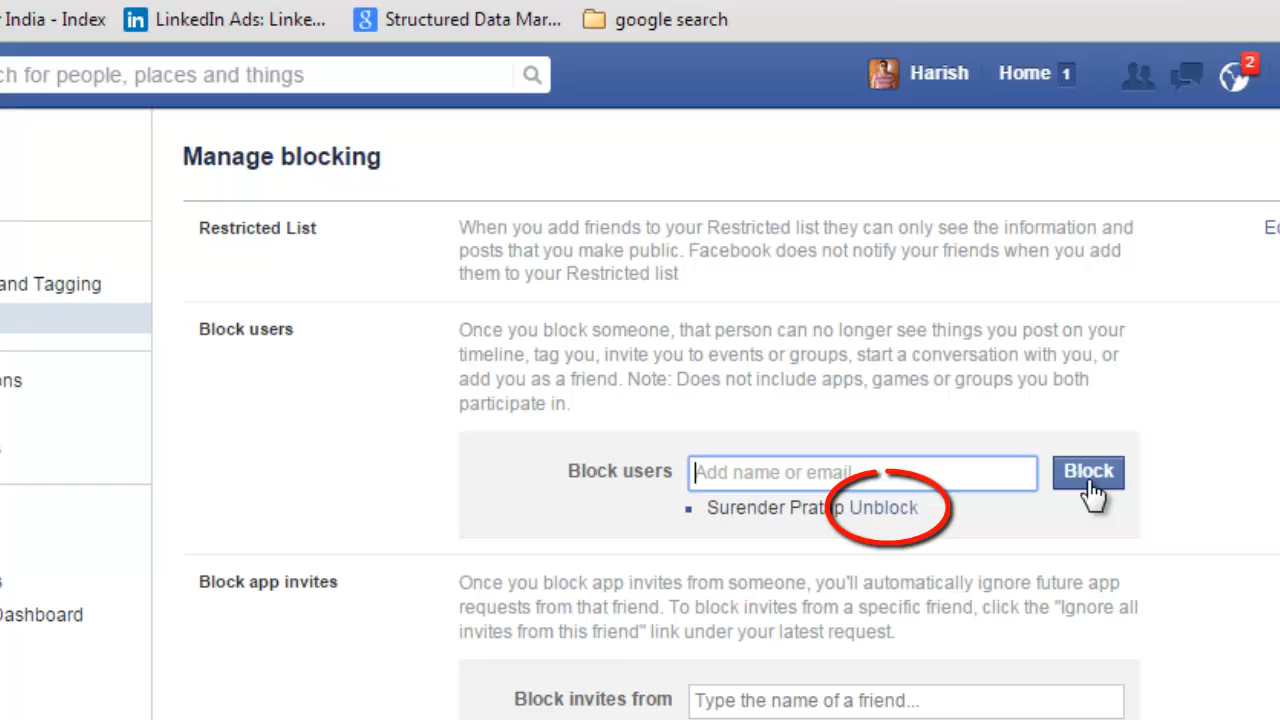 India - Index
LinkedIn Ads: Linke...
Structured Data Mar...
google search
for people, places and things
Harish
Home 1
2
Manage blocking
Restricted List
When you add friends to your Restricted list they can only see the information and
posts that you make public. Facebook does not notify your friends when you add
them to your Restricted list
and Tagging
Block users
Once you block someone, that person can no longer see things you post on your
timeline, tag you, invite you to events or groups, start a conversation with you, or
add you as a friend. Note: Does not include apps, games or groups you both
participate in.
Block users
Add name or email
Block
Surender Pratap Unblock
Block app invites
Once you block app invites from someone, you'll automatically ignore future app
requests from that friend. To block invites from a specific friend, click the "Ignore all
invites from this friend" link under your latest request.
Dashboard
Block invites from
Type the name of a friend...